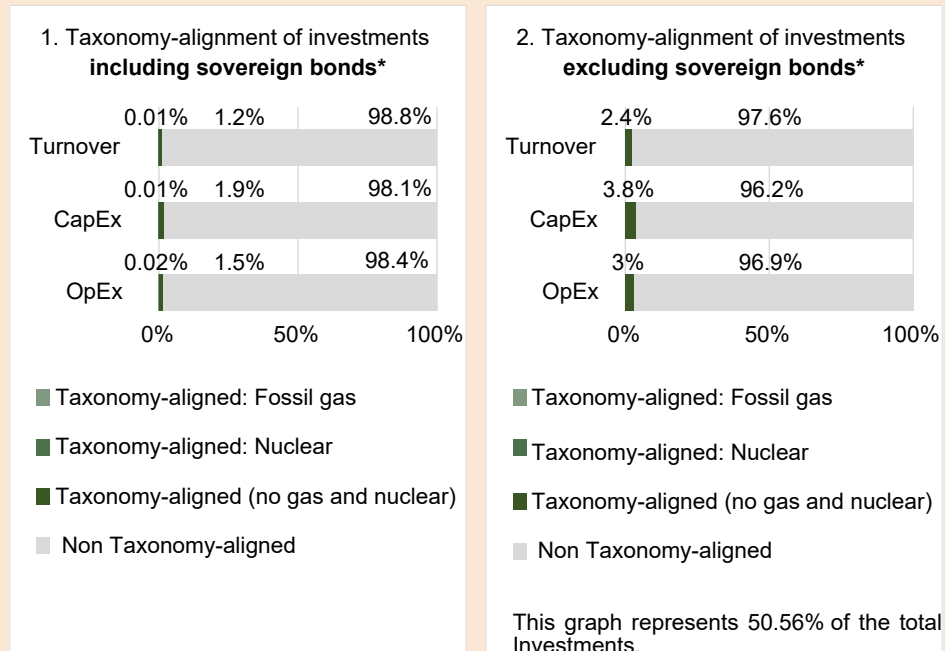 1. Taxonomy-alignment of investments
including sovereign bonds*
0.01% 1.2% 98.8%
Turnover
0.01% 1.9% 98.1%
CapEx
0.02% 1.5% 98.4%
OpEx
0% 50% 100%
Taxonomy-aligned: Fossil gas
Taxonomy-aligned: Nuclear
Taxonomy-aligned (no gas and nuclear)
Non Taxonomy-aligned
2. Taxonomy-alignment of investments
excluding sovereign bonds*
2.4% 97.6%
Turnover
3.8% 96.2%
CapEx
3% 96.9%
OpEx
0% 50% 100%
Taxonomy-aligned: Fossil gas
Taxonomy-aligned: Nuclear
Taxonomy-aligned (no gas and nuclear)
Non Taxonomy-aligned
This graph represents 50.56% of the total
Investments.